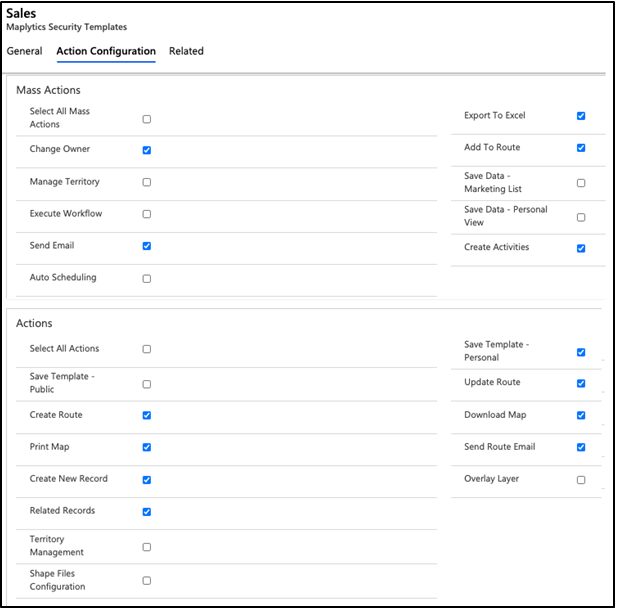 Sales
Maplytics Security Templates
General Action Configuration Related
Mass Actions
Select All Mass
Actions
Change Owner
Manage Territory
Execute Workflow
Send Email
Auto Scheduling
Export To Excel
Add To Route
Save Data -
Marketing List
Save Data - Personal
View
Create Activities
Actions
Select All Actions
Save Template -
Public
Create Route
Print Map
Create New Record
Related Records
Territory
Management
Shape Files
Configuration
Save Template -
Personal
Update Route
Download Map
Send Route Email
Overlay Layer